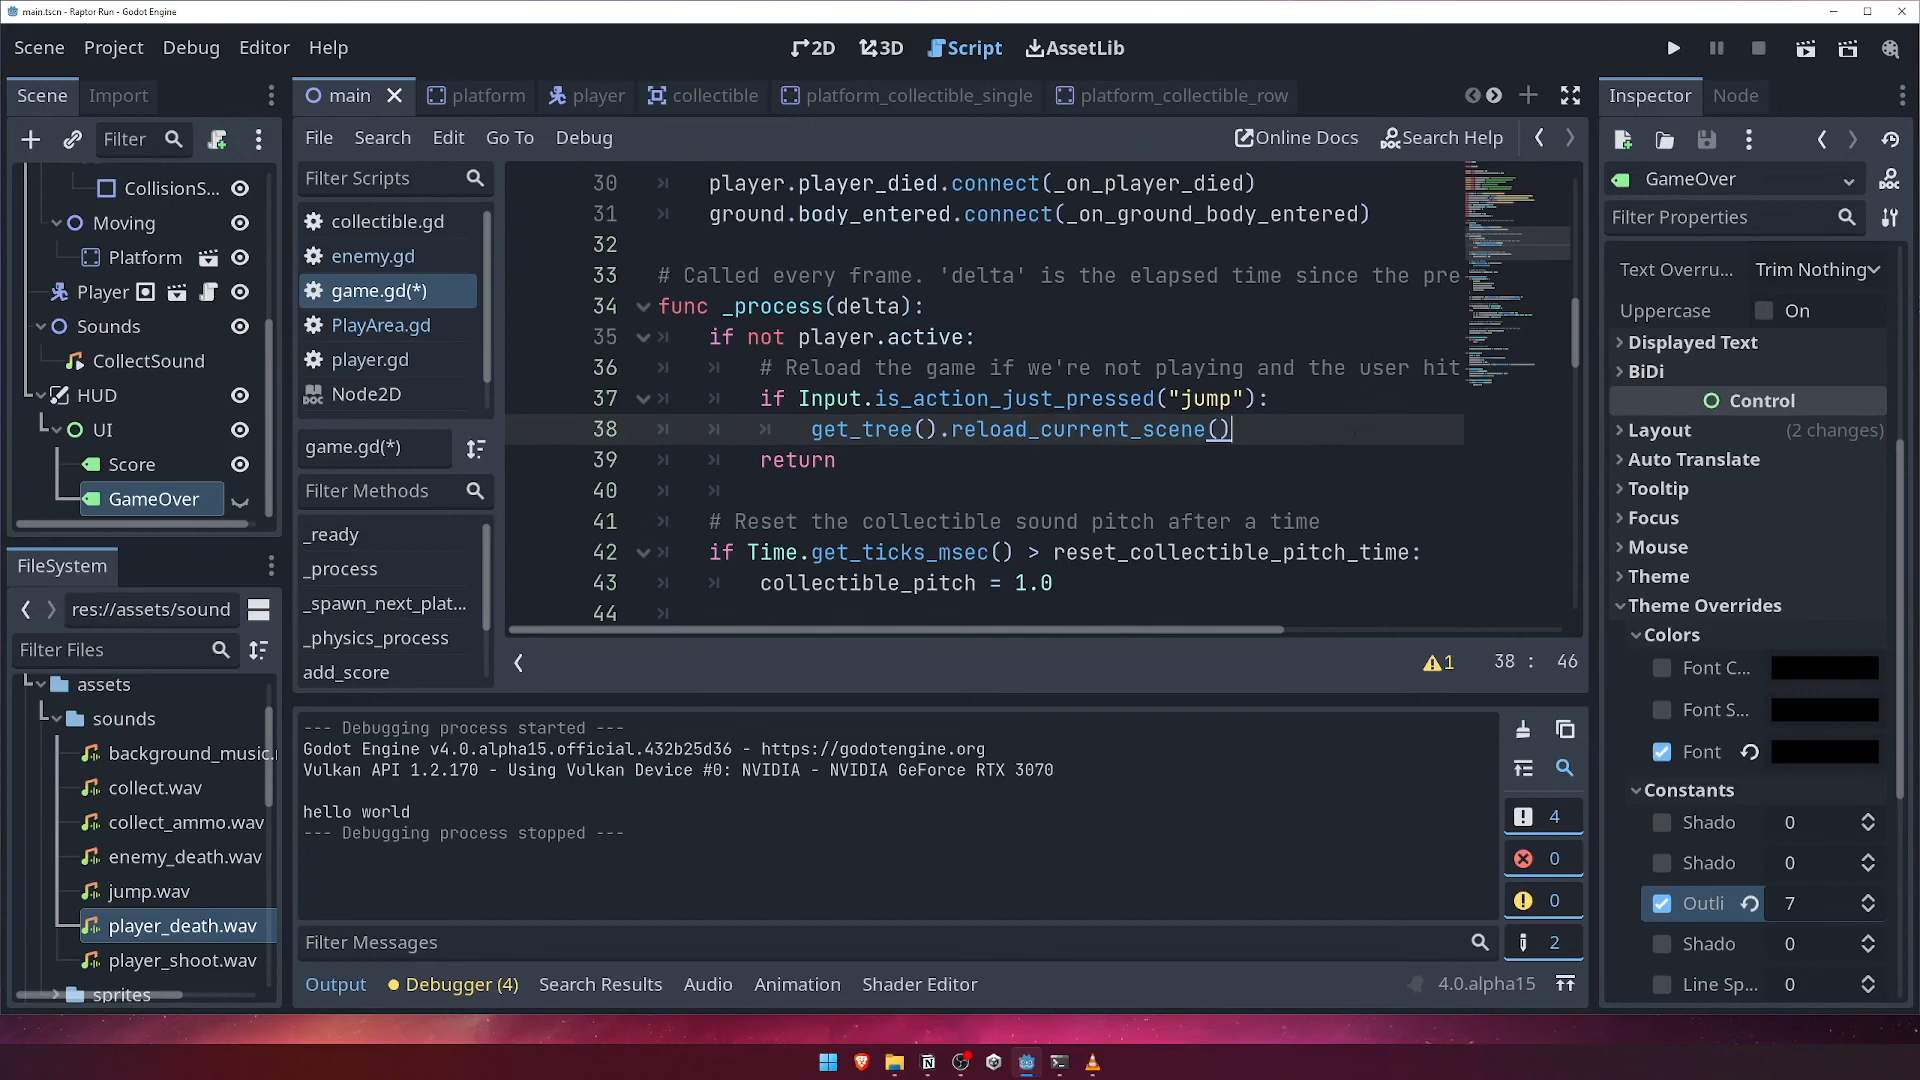 main.tscn - Raptor Run - Godot Engine
Scene Project Debug Editor Help
2D 3D Script AssetLib
Scene Import
main platform player collectible platform_collectible_single platform_collectible_row
Inspector Node
Filter
File Search Edit Go To Debug
Online Docs Search Help
CollisionS...
Moving
Platform
Player
Sounds
CollectSound
HUD
UI
Score
GameOver
Filter Scripts
collectible.gd
enemy.gd
game.gd(*)
PlayArea.gd
player.gd
Node2D
game.gd(*)
Filter Methods
_ready
_process
_spawn_next_plat...
_physics_process
add_score
30 player.player_died.connect(_on_player_died)
31 ground.body_entered.connect(_on_ground_body_entered)
32
33 # Called every frame. 'delta' is the elapsed time since the pre
34 func _process(delta):
35 if not player.active:
36 # Reload the game if we're not playing and the user hit
37 if Input.is_action_just_pressed("jump"):
38 get_tree().reload_current_scene()
39 return
40
41 # Reset the collectible sound pitch after a time
42 if Time.get_ticks_msec() > reset_collectible_pitch_time:
43 collectible_pitch = 1.0
44
1 38 : 46
FileSystem
res://assets/sound
Filter Files
assets
sounds
background_music.
collect.wav
collect_ammo.wav
enemy_death.wav
jump.wav
player_death.wav
player_shoot.wav
sprites
--- Debugging process started ---
Godot Engine v4.0.alpha15.official.432b25d36 - https://godotengine.org
Vulkan API 1.2.170 - Using Vulkan Device #0: NVIDIA - NVIDIA GeForce RTX 3070
hello world
--- Debugging process stopped ---
4
0
0
2
Filter Messages
Output Debugger (4) Search Results Audio Animation Shader Editor
4.0.alpha15
GameOver
Filter Properties
Text Overru... Trim Nothing
Uppercase On
Displayed Text
BiDi
Control
Layout (2 changes)
Auto Translate
Tooltip
Focus
Mouse
Theme
Theme Overrides
Colors
Font C...
Font S...
Font
Constants
Shado 0
Shado 0
Outli 7
Shado 0
Line Sp... 0